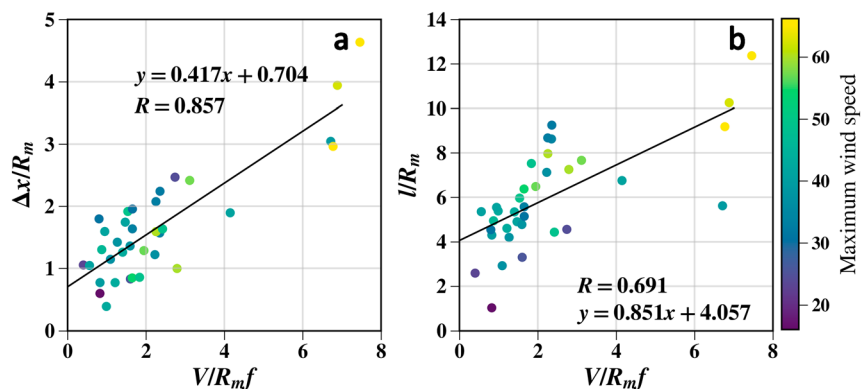 a
y = 0.417x + 0.704
R = 0.857
5
4
3
2
1
0
Δx/Rₘ
0 2 4 6 8
V/Rₘf
b
R = 0.691
y = 0.851x + 4.057
14
12
10
8
6
4
2
0
l/Rₘ
0 2 4 6 8
V/Rₘf
60
50
40
30
20
Maximum wind speed